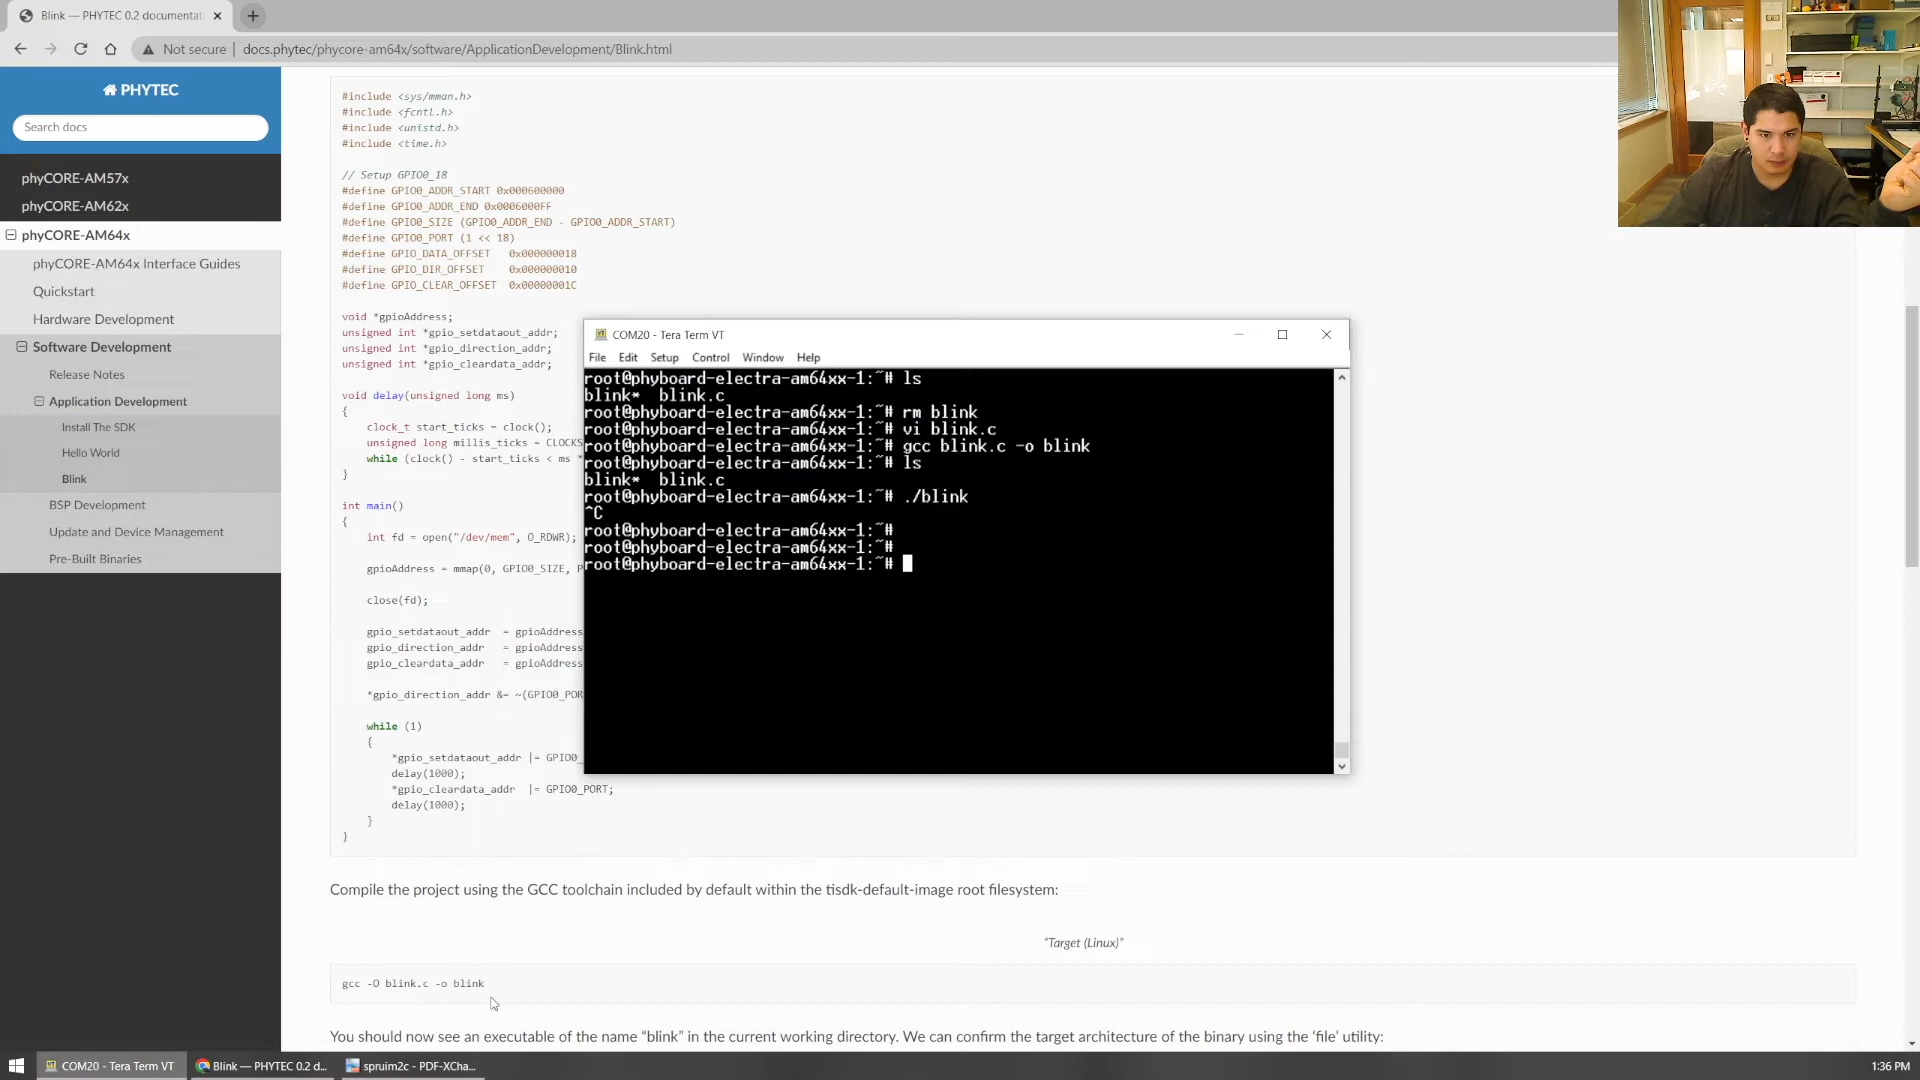 Blink — PHYTEC 0.2 documentat
Not secure | docs.phytec/phycore-am64x/software/ApplicationDevelopment/Blink.html
PHYTEC
Search docs
phyCORE-AM57x
phyCORE-AM62x
phyCORE-AM64x
phyCORE-AM64x Interface Guides
Quickstart
Hardware Development
Software Development
Release Notes
Application Development
Install The SDK
Hello World
Blink
BSP Development
Update and Device Management
Pre-Built Binaries
#include <sys/mman.h>
#include <fcntl.h>
#include <unistd.h>
#include <time.h>
// Setup GPIO0_18
#define GPIO0_ADDR_START 0x000600000
#define GPIO0_ADDR_END 0x0006000FF
#define GPIO0_SIZE (GPIO0_ADDR_END - GPIO0_ADDR_START)
#define GPIO0_PORT (1 << 18)
#define GPIO_DATA_OFFSET 0x000000018
#define GPIO_DIR_OFFSET 0x000000010
#define GPIO_CLEAR_OFFSET 0x00000001C
void *gpioAddress;
unsigned int *gpio_setdataout_addr;
unsigned int *gpio_direction_addr;
unsigned int *gpio_cleardata_addr;
void delay(unsigned long ms)
{
clock_t start_ticks = clock();
unsigned long millis_ticks = CLOCKS
while (clock() - start_ticks < ms *
}
int main()
{
int fd = open("/dev/mem", O_RDWR);
gpioAddress = mmap(0, GPIO0_SIZE, P
close(fd);
gpio_setdataout_addr = gpioAddress
gpio_direction_addr = gpioAddress
gpio_cleardata_addr = gpioAddress
*gpio_direction_addr &= ~(GPIO0_POR
while (1)
{
*gpio_setdataout_addr |= GPIO0_
delay(1000);
*gpio_cleardata_addr |= GPIO0_PORT;
delay(1000);
}
}
COM20 - Tera Term VT
File Edit Setup Control Window Help
root@phyboard-electra-am64xx-1:~# ls
blink* blink.c
root@phyboard-electra-am64xx-1:~# rm blink
root@phyboard-electra-am64xx-1:~# vi blink.c
root@phyboard-electra-am64xx-1:~# gcc blink.c -o blink
root@phyboard-electra-am64xx-1:~# ls
blink* blink.c
root@phyboard-electra-am64xx-1:~# ./blink
^C
root@phyboard-electra-am64xx-1:~#
root@phyboard-electra-am64xx-1:~#
root@phyboard-electra-am64xx-1:~#
Compile the project using the GCC toolchain included by default within the tisdk-default-image root filesystem:
"Target (Linux)"
gcc -O blink.c -o blink
You should now see an executable of the name “blink” in the current working directory. We can confirm the target architecture of the binary using the ‘file’ utility:
COM20 - Tera Term VT
Blink — PHYTEC 0.2 d...
spruim2c - PDF-XCha...
1:36 PM